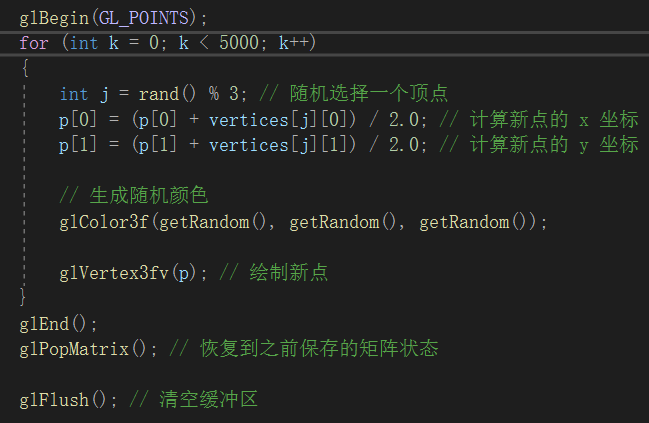 glBegin(GL_POINTS);
for (int k = 0; k < 5000; k++)
{
int j = rand() % 3; // 随机选择一个顶点
p[0] = (p[0] + vertices[j][0]) / 2.0; // 计算新点的 x 坐标
p[1] = (p[1] + vertices[j][1]) / 2.0; // 计算新点的 y 坐标
// 生成随机颜色
glColor3f(getRandom(), getRandom(), getRandom());
glVertex3fv(p); // 绘制新点
}
glEnd();
glPopMatrix(); // 恢复到之前保存的矩阵状态
glFlush(); // 清空缓冲区